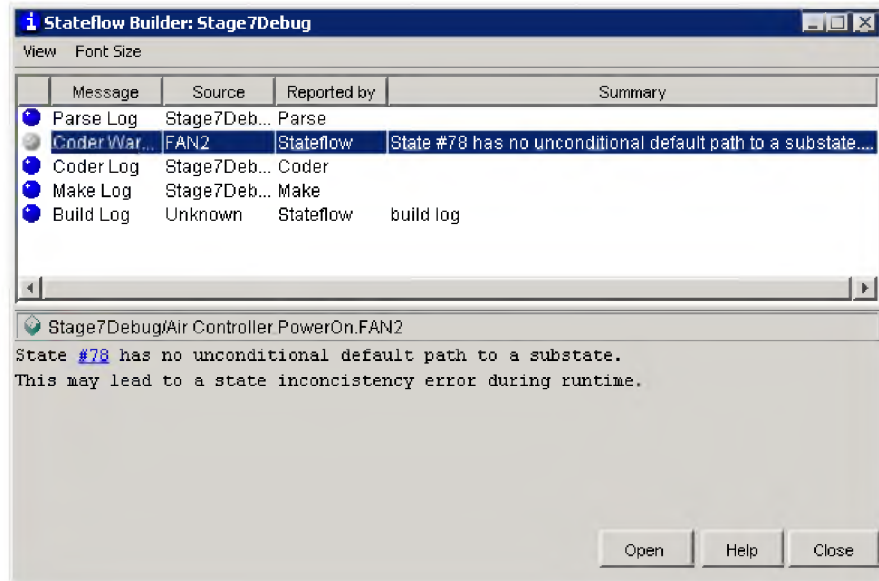 Stateflow Builder: Stage7Debug
View Font Size
Message Source Reported by Summary
Parse Log Stage7Deb... Parse
Coder War... FAN2 Stateflow State #78 has no unconditional default path to a substate....
Coder Log Stage7Deb... Coder
Make Log Stage7Deb... Make
Build Log Unknown Stateflow build log
Stage7Debug/Air Controller.PowerOn.FAN2
State #78 has no unconditional default path to a substate.
This may lead to a state inconcistency error during runtime.
Open Help Close